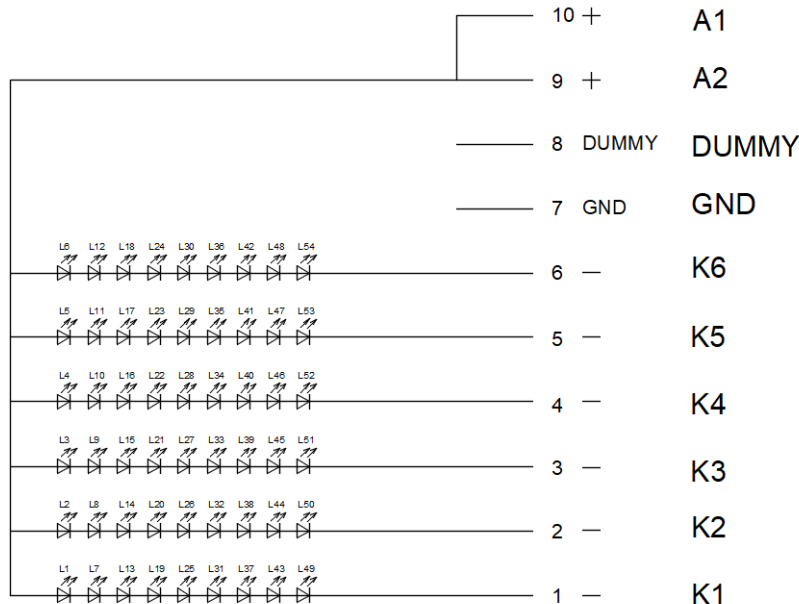 10 + A1
9 + A2
8 DUMMY DUMMY
7 GND GND
L6 L12 L18 L24 L30 L36 L42 L48 L54
6 — K6
L5 L11 L17 L23 L29 L35 L41 L47 L53
5 — K5
L4 L10 L16 L22 L28 L34 L40 L46 L52
4 — K4
L3 L9 L15 L21 L27 L33 L39 L45 L51
3 — K3
L2 L8 L14 L20 L26 L32 L38 L44 L50
2 — K2
L1 L7 L13 L19 L25 L31 L37 L43 L49
1 — K1